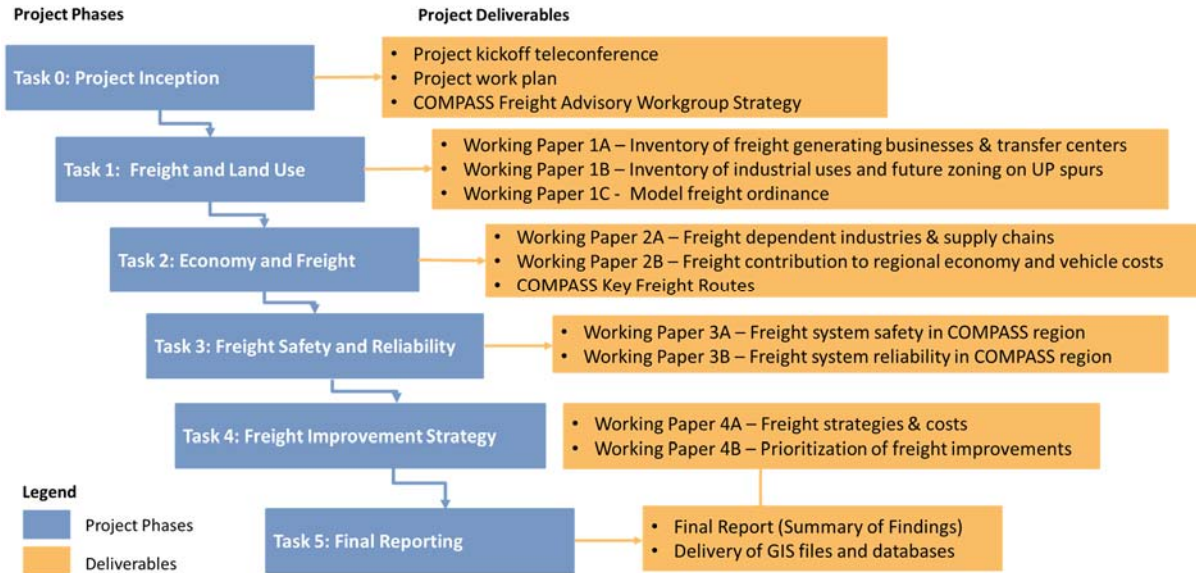 Project Phases
Project Deliverables
Task 0: Project Inception
• Project kickoff teleconference
• Project work plan
• COMPASS Freight Advisory Workgroup Strategy
Task 1:  Freight and Land Use
• Working Paper 1A – Inventory of freight generating businesses & transfer centers
• Working Paper 1B – Inventory of industrial uses and future zoning on UP spurs
• Working Paper 1C -  Model freight ordinance
Task 2: Economy and Freight
• Working Paper 2A – Freight dependent industries & supply chains
• Working Paper 2B – Freight contribution to regional economy and vehicle costs
• COMPASS Key Freight Routes
Task 3: Freight Safety and Reliability
• Working Paper 3A – Freight system safety in COMPASS region
• Working Paper 3B – Freight system reliability in COMPASS region
Task 4: Freight Improvement Strategy
• Working Paper 4A – Freight strategies & costs
• Working Paper 4B – Prioritization of freight improvements
Task 5: Final Reporting
• Final Report (Summary of Findings)
• Delivery of GIS files and databases
Legend
Project Phases
Deliverables